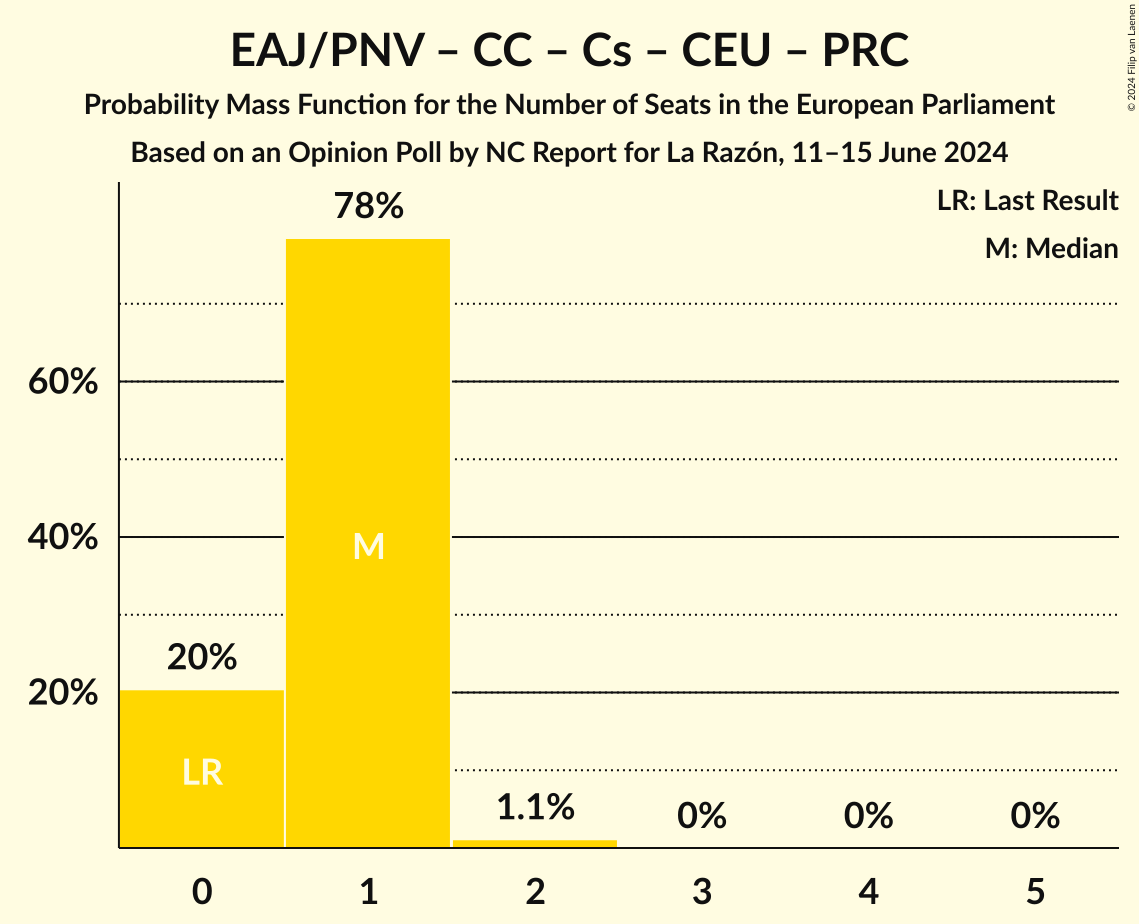 EAJ/PNV – CC – Cs – CEU – PRC
Probability Mass Function for the Number of Seats in the European Parliament
Based on an Opinion Poll by NC Report for La Razón, 11–15 June 2024
© 2024 Filip van Laenen
LR: Last Result
M: Median
78%
60%
40%
M
20%
20%
LR
1.1%
0%
0%
0%
0
1
2
3
4
5